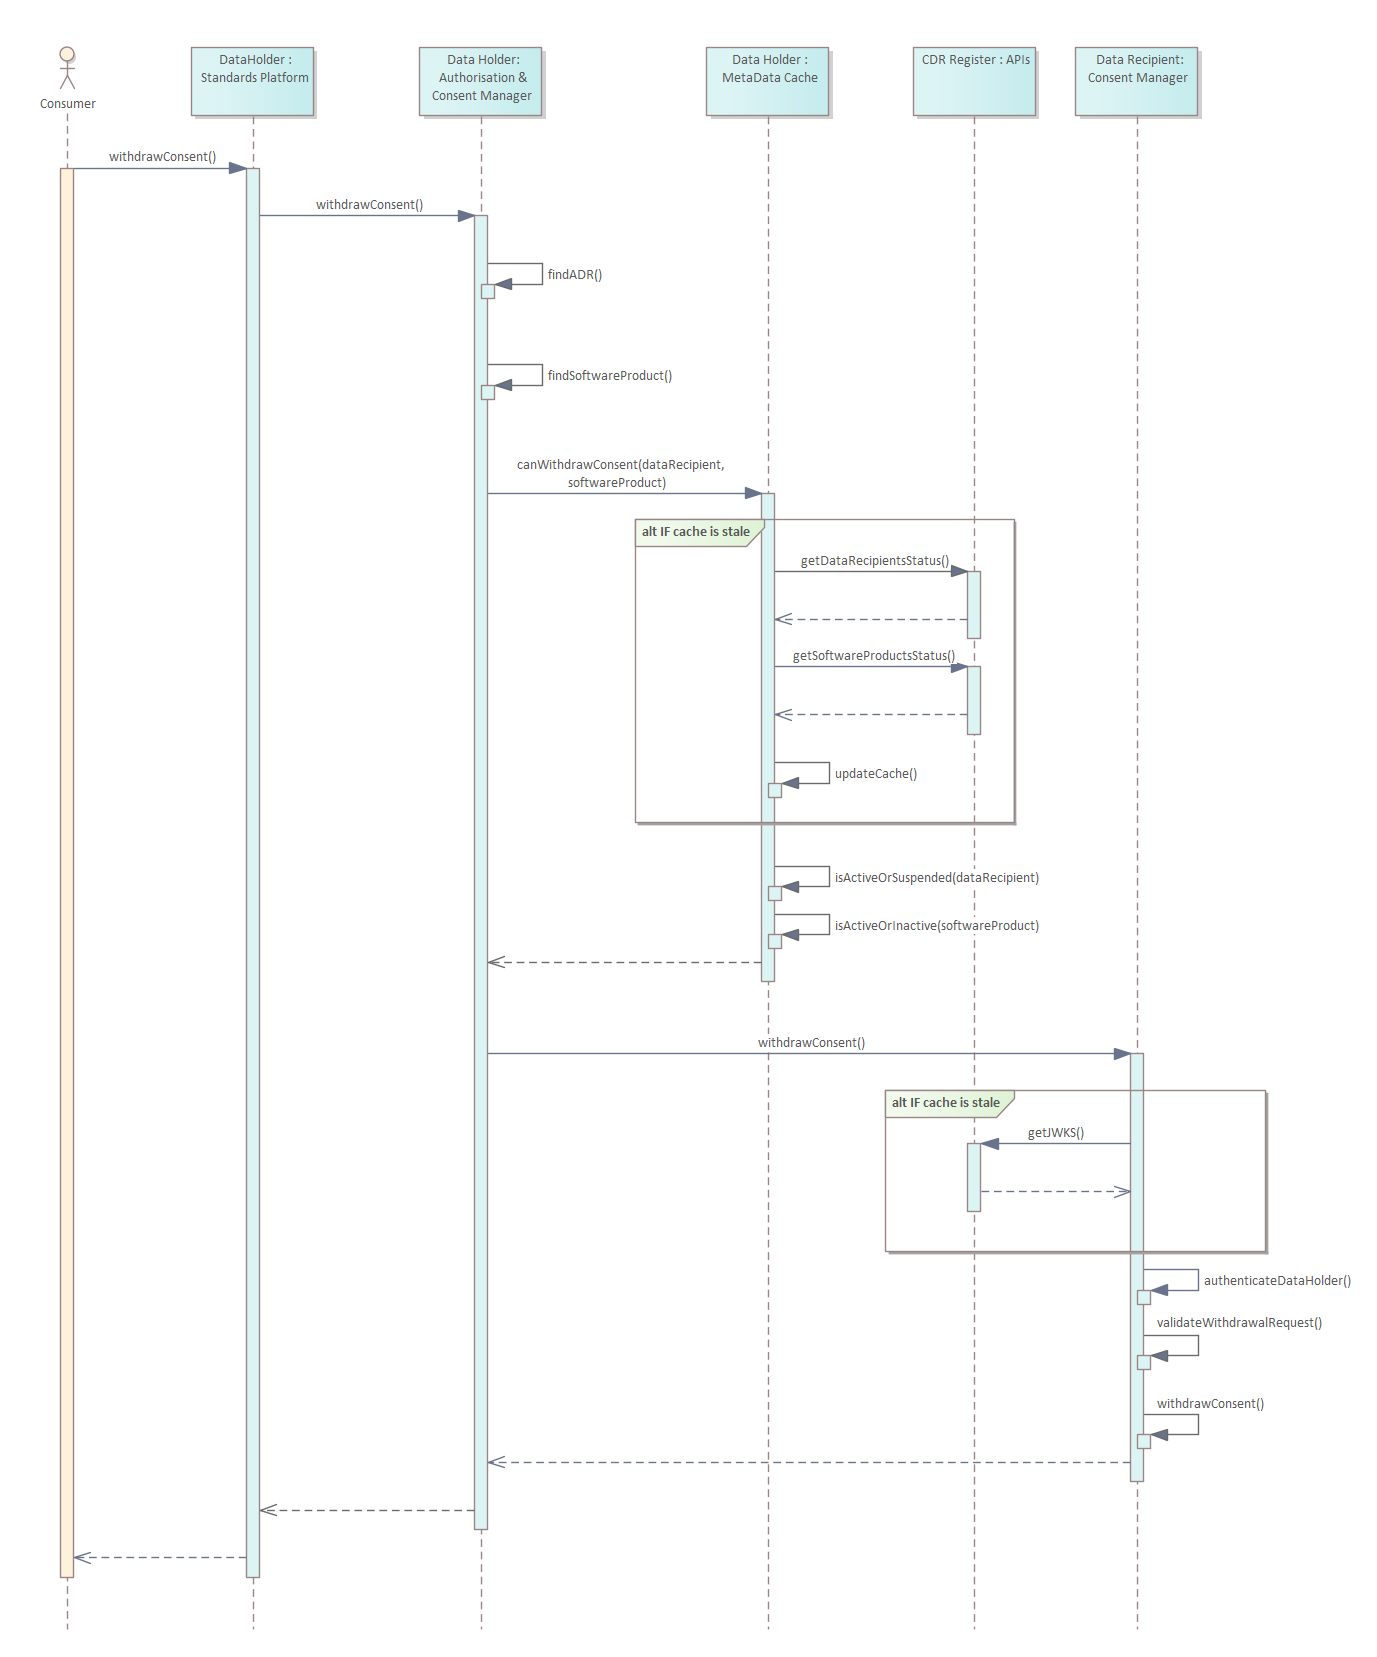 Consumer
DataHolder :
Standards Platform
Data Holder:
Authorisation &
Consent Manager
Data Holder :
MetaData Cache
CDR Register : APIs
Data Recipient:
Consent Manager
withdrawConsent()
withdrawConsent()
findADR()
findSoftwareProduct()
canWithdrawConsent(dataRecipient,
softwareProduct)
alt IF cache is stale
getDataRecipientsStatus()
getSoftwareProductsStatus()
updateCache()
isActiveOrSuspended(dataRecipient)
isActiveOrInactive(softwareProduct)
withdrawConsent()
alt IF cache is stale
getJWKS()
authenticateDataHolder()
validateWithdrawalRequest()
withdrawConsent()